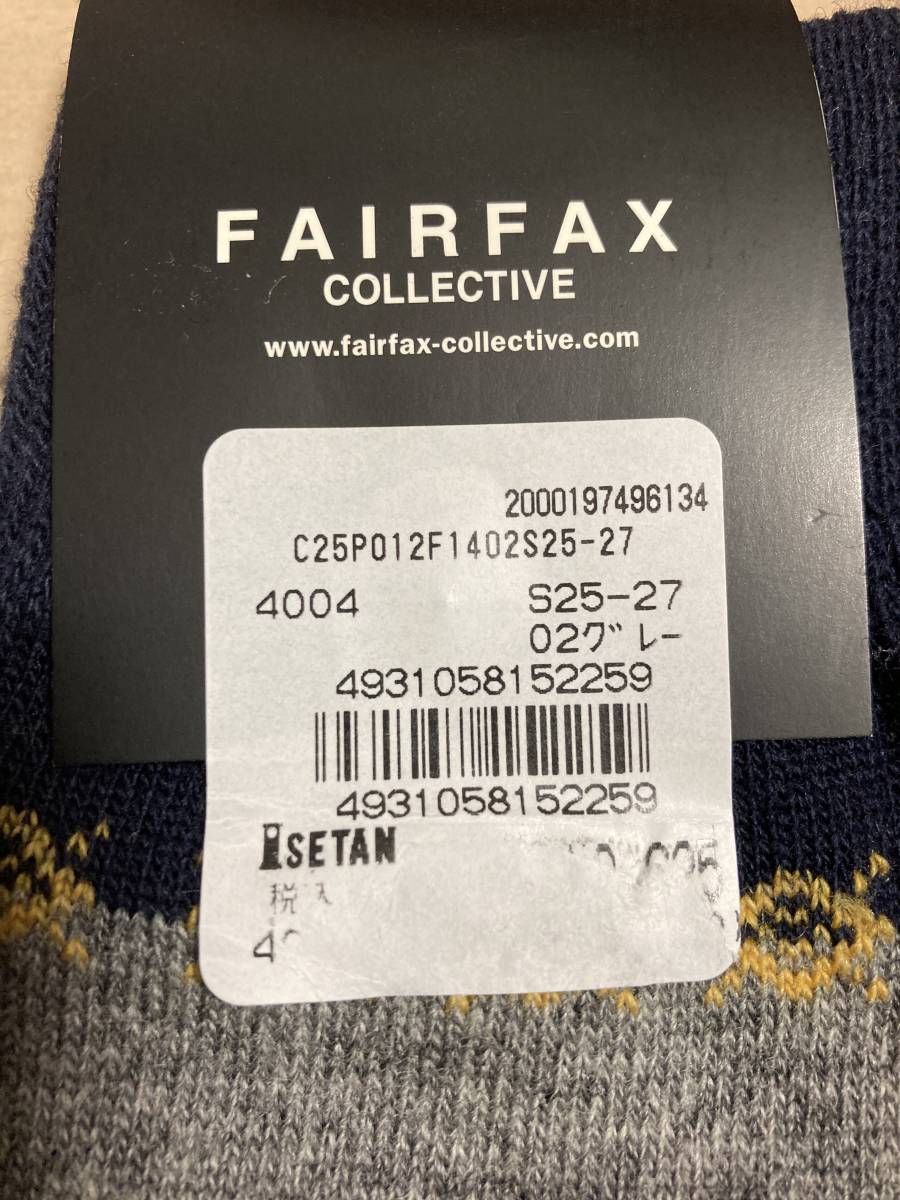 FAIRFAX
COLLECTIVE
www.fairfax-collective.com
2000197496134
C25P012F1402S25-27
4004 S25-27
02グレー
4931058152259
4931058152259
ISETAN
税